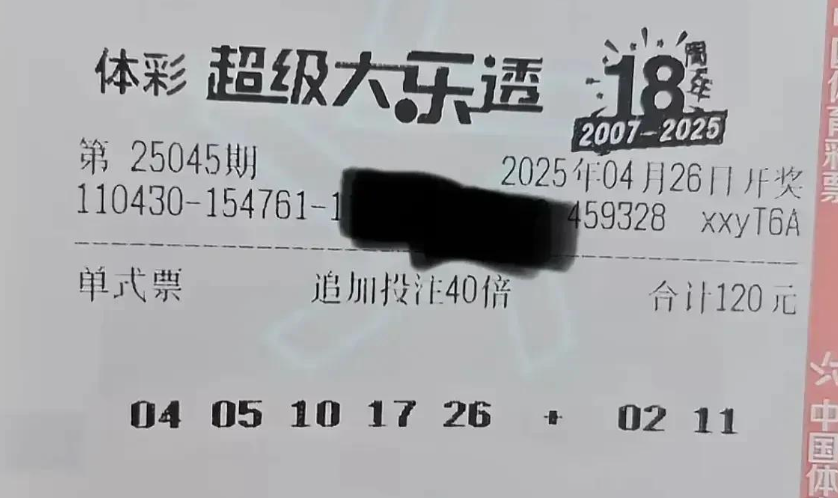 体彩 超级大乐透 18周年
2007-2025
第 25045期 2025年04月26日开奖
110430-154761-1 459328 xxyT6A
单式票 追加投注40倍 合计120元
04 05 10 17 26 + 02 11
中国体育彩票
中国体